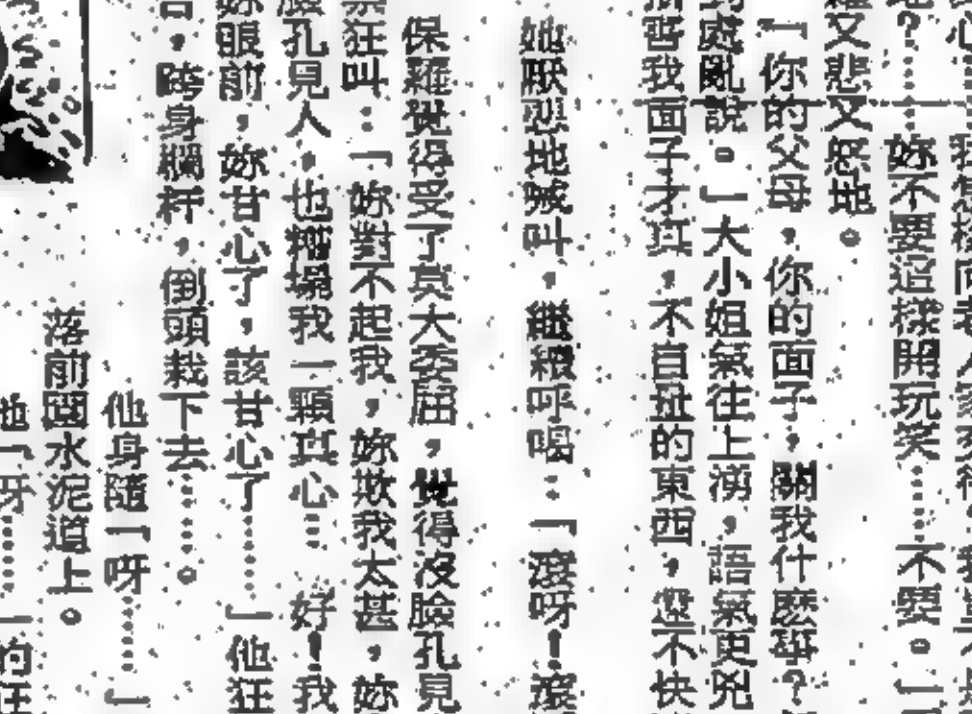 地？……妳不要這樣開玩笑……不要。」
又悲又怒地。
「你的父母，你的面子，關我什麼事？
處亂說。」大小姐氣往上湧，語氣更兇
我面子才真，不自量的東西，還不快
她厭惡地喊叫，繼續呼喝：「滾呀！滾
保羅覺得受了莫大委屈，覺得沒臉孔見
狂叫：「妳對不起我，妳欺我太甚，妳
孔見人，也摧塌我一顆真心…好！我
妳眼前，妳甘心了，該甘心了……」他狂
，跨身欄杆，倒頭栽下去……。
他身隨「呀……」
落前園水泥道上。
他「呀……」的狂